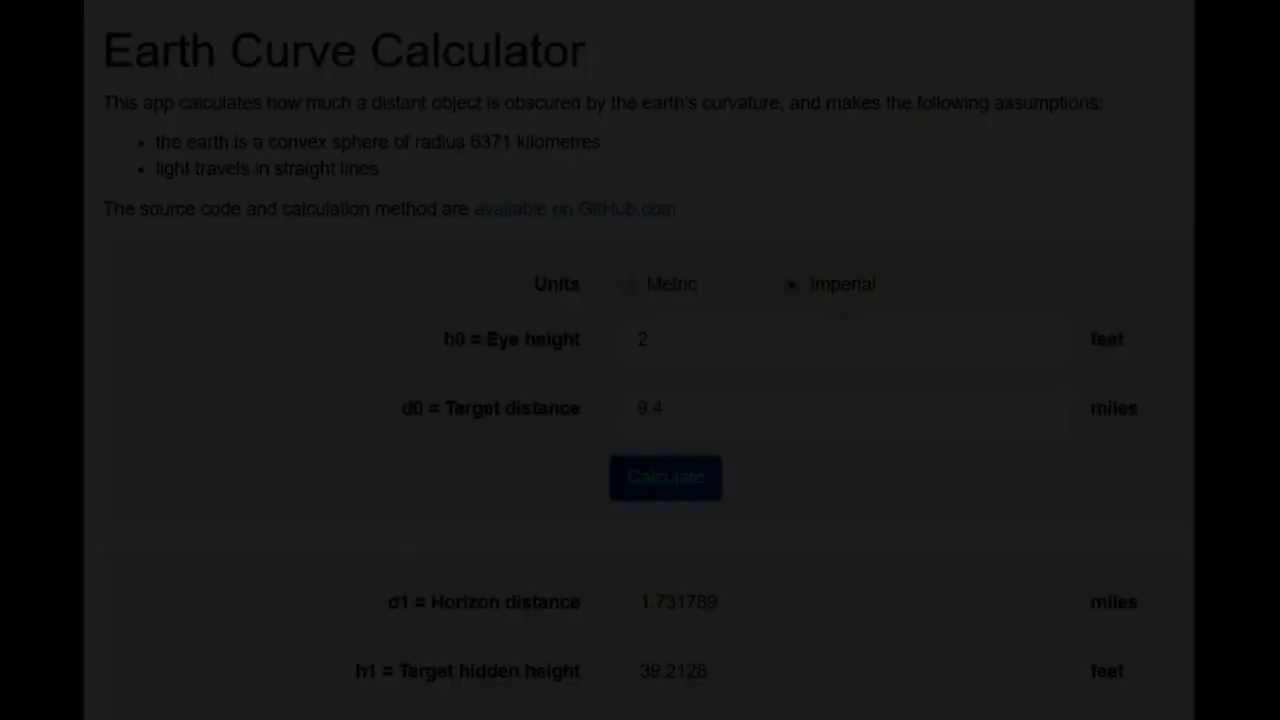 Earth Curve Calculator
This app calculates how much a distant object is obscured by the earth's curvature, and makes the following assumptions:
• the earth is a convex sphere of radius 6371 kilometres
• light travels in straight lines
The source code and calculation method are available on GitHub.com
Units Metric Imperial
h0 = Eye height 2 feet
d0 = Target distance 9.4 miles
Calculate
d1 = Horizon distance 1.731789 miles
h1 = Target hidden height 39.2128 feet